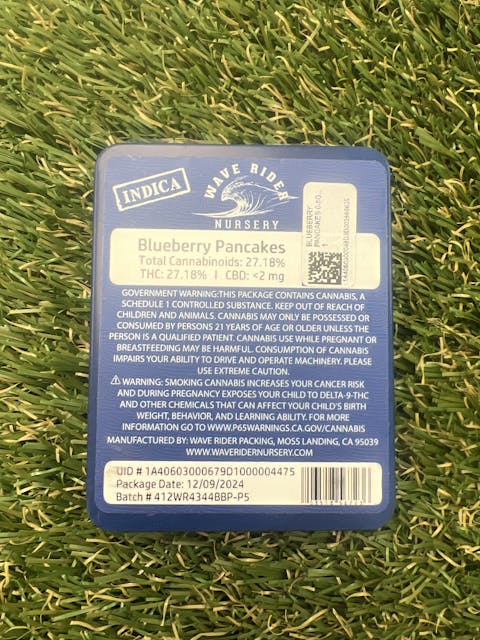 INDICA
WAVE RIDER
NURSERY
BLUEBERRY
Blueberry Pancakes
Total Cannabinoids: 27.18%
THC: 27.18% | CBD: <2 mg
GOVERNMENT WARNING:THIS PACKAGE CONTAINS CANNABIS, A
SCHEDULE 1 CONTROLLED SUBSTANCE. KEEP OUT OF REACH OF
CHILDREN AND ANIMALS. CANNABIS MAY ONLY BE POSSESSED OR
CONSUMED BY PERSONS 21 YEARS OF AGE OR OLDER UNLESS THE
PERSON IS A QUALIFIED PATIENT. CANNABIS USE WHILE PREGNANT OR
BREASTFEEDING MAY BE HARMFUL. CONSUMPTION OF CANNABIS
IMPAIRS YOUR ABILITY TO DRIVE AND OPERATE MACHINERY. PLEASE
USE EXTREME CAUTION.
⚠ WARNING: SMOKING CANNABIS INCREASES YOUR CANCER RISK
AND DURING PREGNANCY EXPOSES YOUR CHILD TO DELTA-9-THC
AND OTHER CHEMICALS THAT CAN AFFECT YOUR CHILD'S BIRTH
WEIGHT, BEHAVIOR, AND LEARNING ABILITY. FOR MORE
INFORMATION GO TO WWW.P65WARNINGS.CA.GOV/CANNABIS
MANUFACTURED BY: WAVE RIDER PACKING, MOSS LANDING, CA 95039
WWW.WAVERIDERNURSERY.COM
UID # 1A40603000679D1000004475
Package Date: 12/09/2024
Batch # 412WR4344BBP-P5